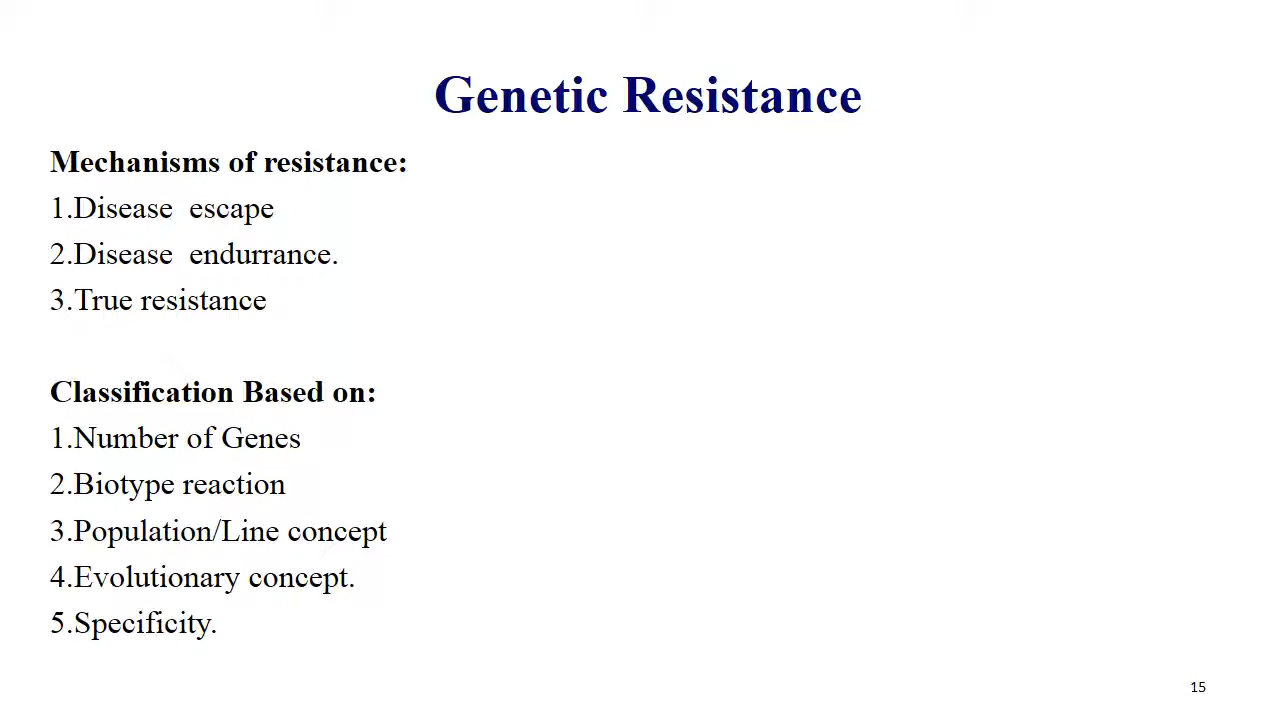 Genetic Resistance
Mechanisms of resistance:
1.Disease  escape
2.Disease  endurrance.
3.True resistance
Classification Based on:
1.Number of Genes
2.Biotype reaction
3.Population/Line concept
4.Evolutionary concept.
5.Specificity.
15